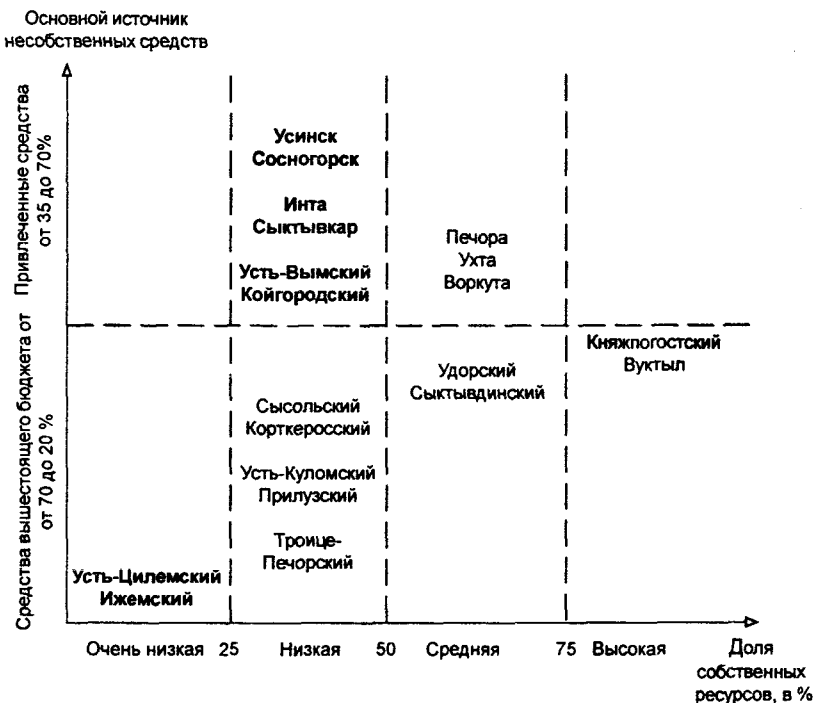 Основной источник
несобственных средств
Привлеченные средства
от 35 до 70%
Усинск
Сосногорск
Инта
Сыктывкар
Усть-Вымский
Койгородский
Печора
Ухта
Воркута
Средства вышестоящего бюджета от
от 70 до 20 %
Княжпогостский
Вуктыл
Удорский
Сыктывдинский
Сысольский
Корткеросский
Усть-Куломский
Прилузский
Троице-
Печорский
Усть-Цилемский
Ижемский
Очень низкая 25 Низкая 50 Средняя 75 Высокая Доля
собственных
ресурсов, в %